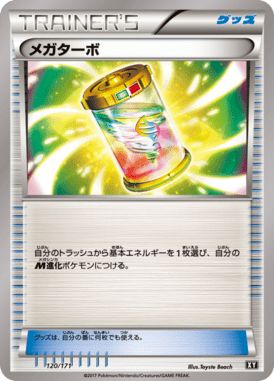 TRAINER'S グッズ
メガターボ
自分のトラッシュから基本エネルギーを1枚選び、自分の
M進化ポケモンにつける。
グッズは、自分の番に何枚でも使える。
120/171
Illus.Toyste Beach
XY
©2017 Pokémon/Nintendo/Creatures/GAME FREAK.